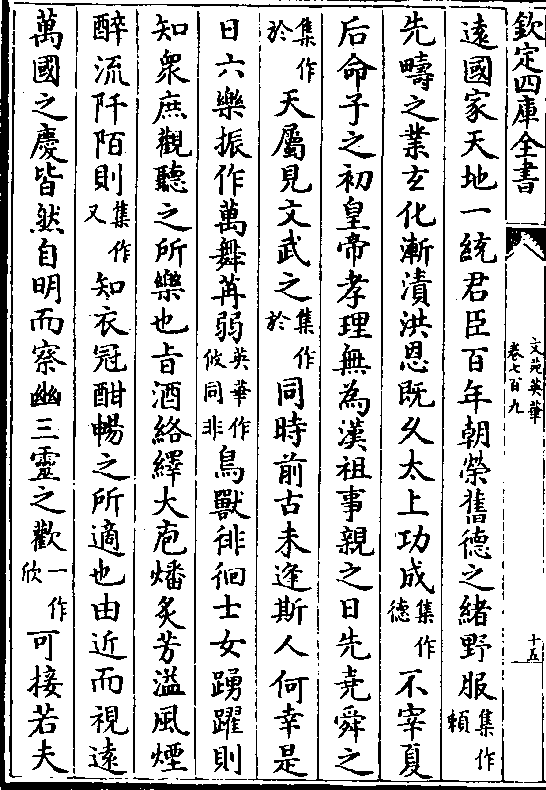 欽定四庫全書
文苑英華
卷七百九
十五
逺國家天地一統君臣百年朝榮舊德之緒野服集作頼
先疇之業𤣥化漸漬洪恩既久太上功成集作德不宰夏
后命子之初皇帝孝理無為漢祖事親之日先堯舜之
集作於天屬見文武之集作於同時前古未逢斯人何幸是
日六樂振作萬舞苒弱英華作攸同非鳥獸徘徊士女踴躍則
知衆庶觀聽之所樂也㫖酒絡繹大庖燔炙芳溢風煙
醉流阡陌則集作又知衣冠酣暢之所適也由近而視逺
萬國之慶皆然自明而察幽三靈之歡一作欣可接若夫